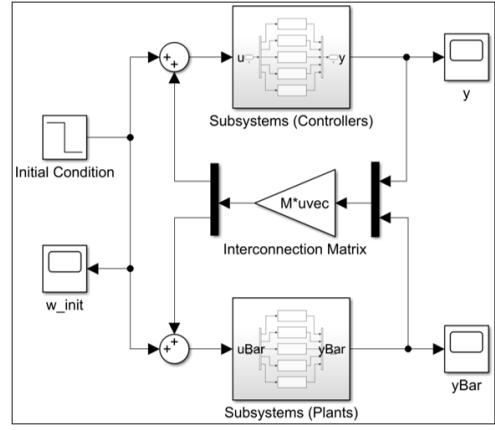 u
y
+
+
y
Subsystems (Controllers)
Initial Condition
M*uvec
Interconnection Matrix
w_init
+
+
uBar
yBar
yBar
Subsystems (Plants)